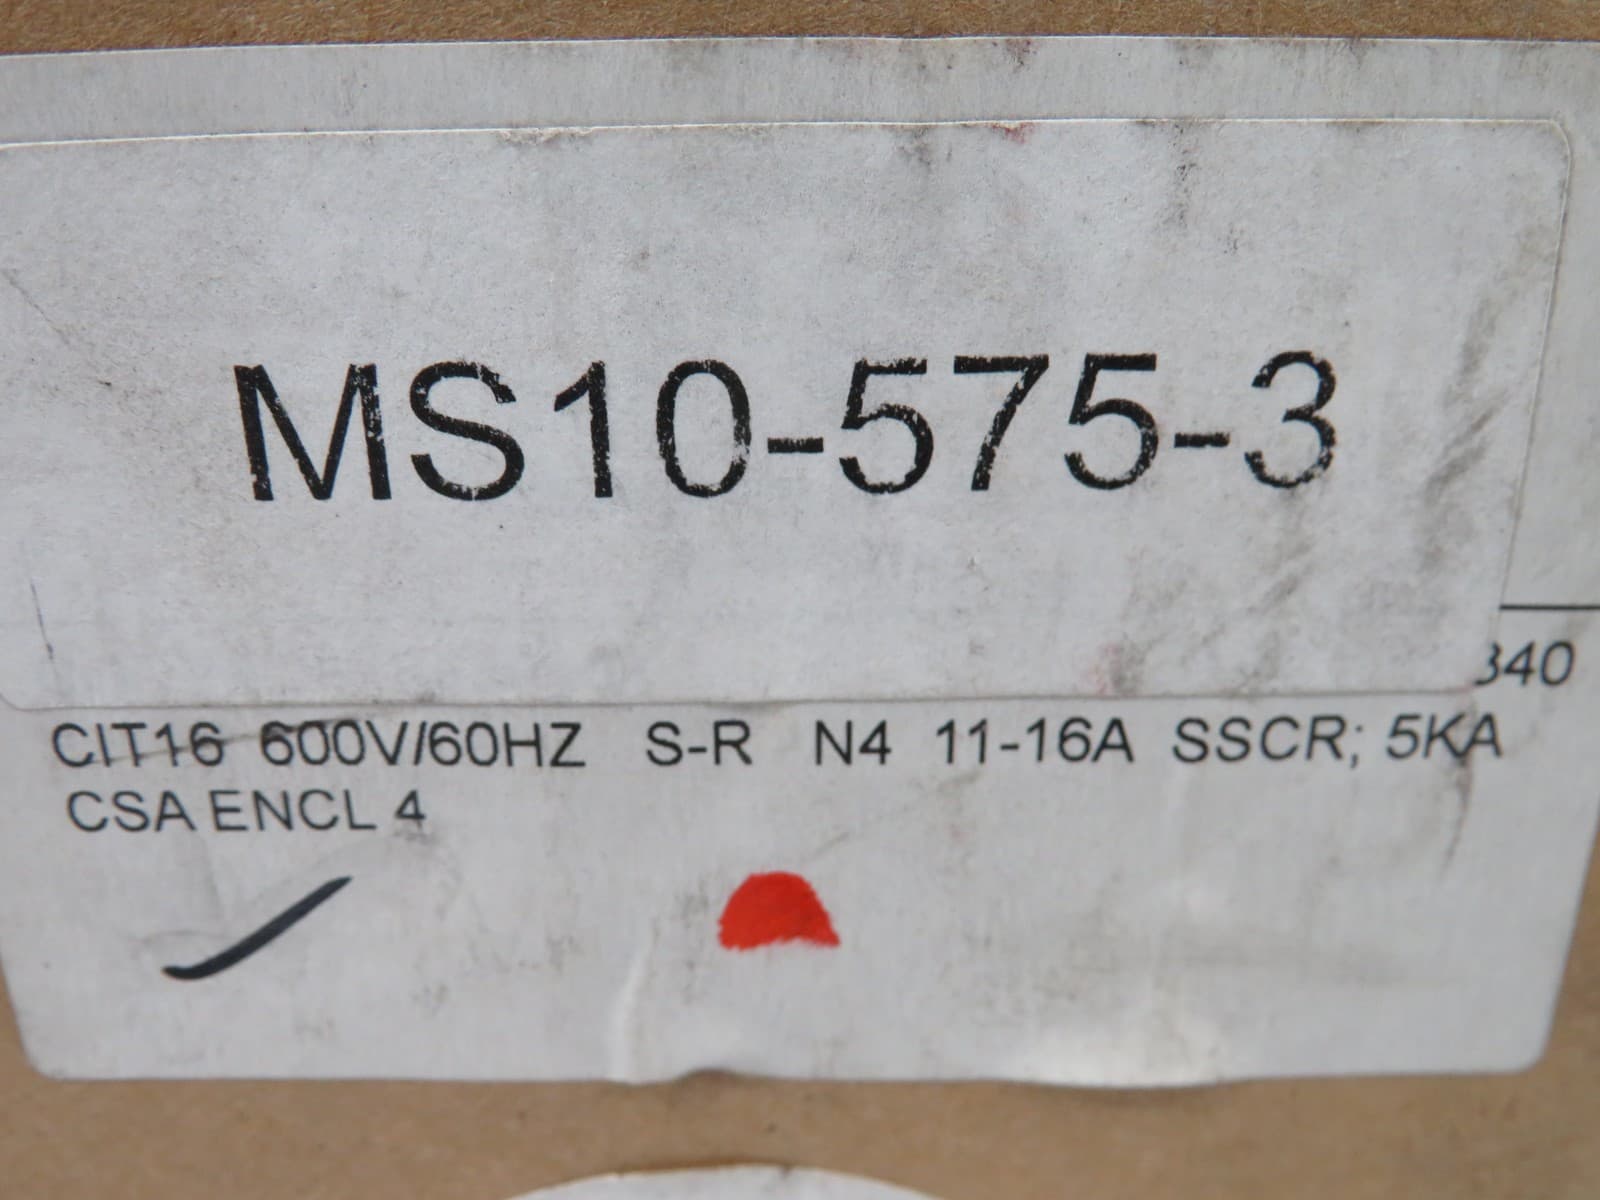 MS10-575-3
340
CIT16 600V/60HZ S-R N4 11-16A SSCR; 5KA
CSA ENCL 4